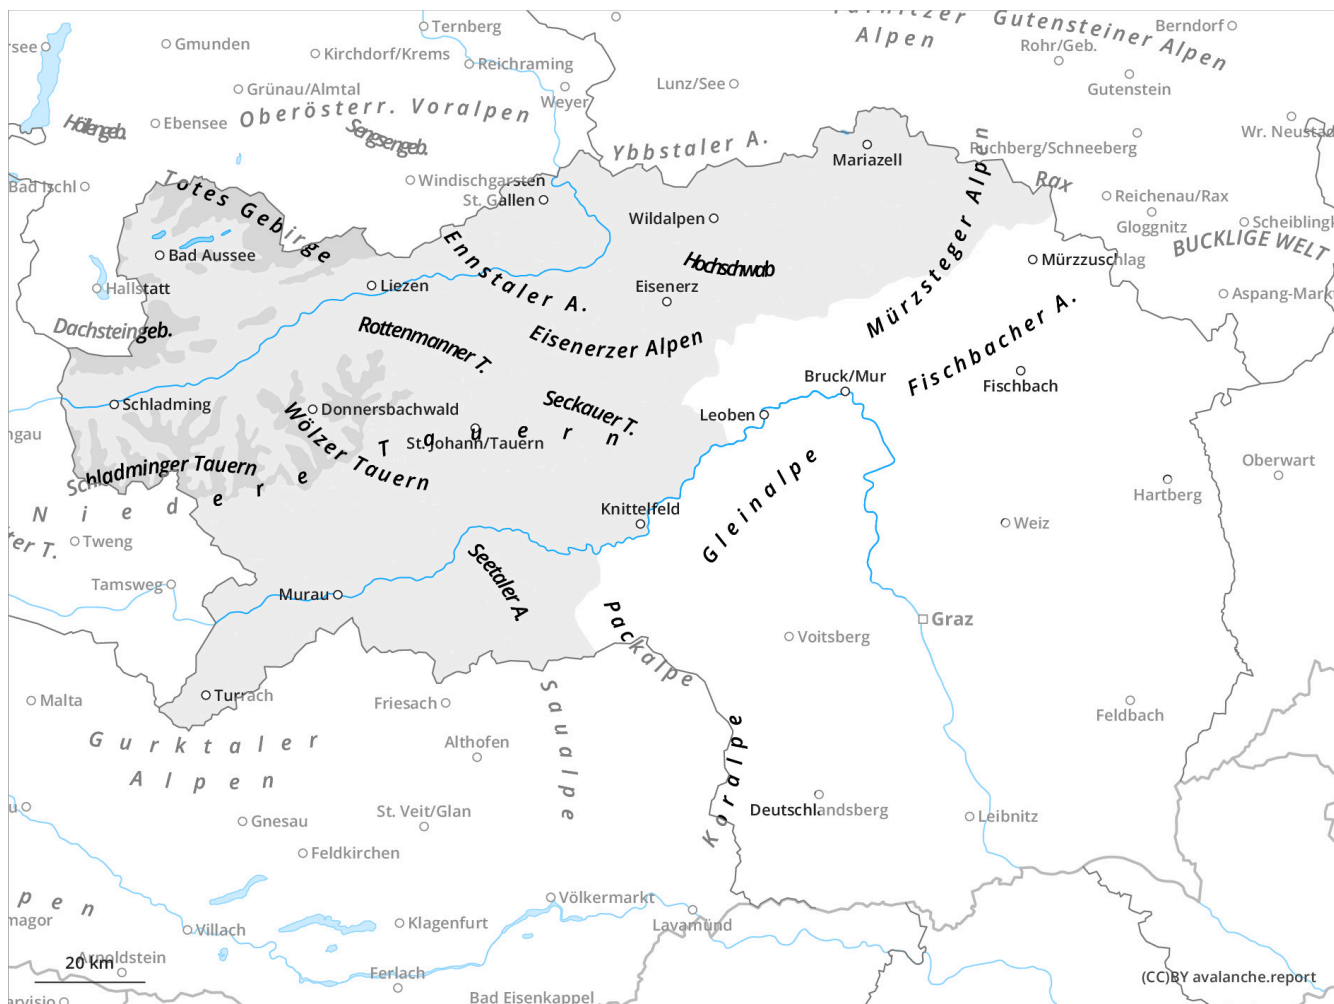 Ternberg
Gutensteiner Alpen
Alpen
Berndorf
Gmunden
Kirchdorf/Krems
Reichraming
Rohr/Geb.
Grünau/Almtal
Weyer
Lunz/See
Gutenstein
Oberösterr. Voralpen
Höllengeb.
Ebensee
Sengsengeb.
Ybbstaler A.
Mariazell
Puchberg/Schneeberg
Bad Ischl
Windischgarsten
St. Gallen
Totes Gebirge
Rax
Reichenau/Rax
Gloggnitz
BUCKLIGE WELT
Wildalpen
Mürzsteger Alpen
Bad Aussee
Ennstaler A.
Hochschwab
Mürzzuschlag
Hallstatt
Liezen
Eisenerz
Dachsteingeb.
Rottenmanner T.
Eisenerzer Alpen
Fischbacher A.
Fischbach
Bruck/Mur
Schladming
Donnersbachwald
Seckauer T.
Leoben
St. Johann/Tauern
Wölzer Tauern
Schladminger Tauern
Niedere Tauern
Gleinalpe
Oberwart
Hartberg
Knittelfeld
Weiz
Tweng
Tamsweg
Murau
Seetaler A.
Packalpe
Graz
Voitsberg
Turrach
Malta
Friesach
Saualpe
Feldbach
Gurktaler
Alpen
Althofen
Koralpe
Deutschlandsberg
Leibnitz
Gnesau
St. Veit/Glan
Feldkirchen
Völkermarkt
Klagenfurt
Lavamünd
Villach
Arnoldstein
20 km
Ferlach
Bad Eisenkappel
(CC)BY avalanche.report